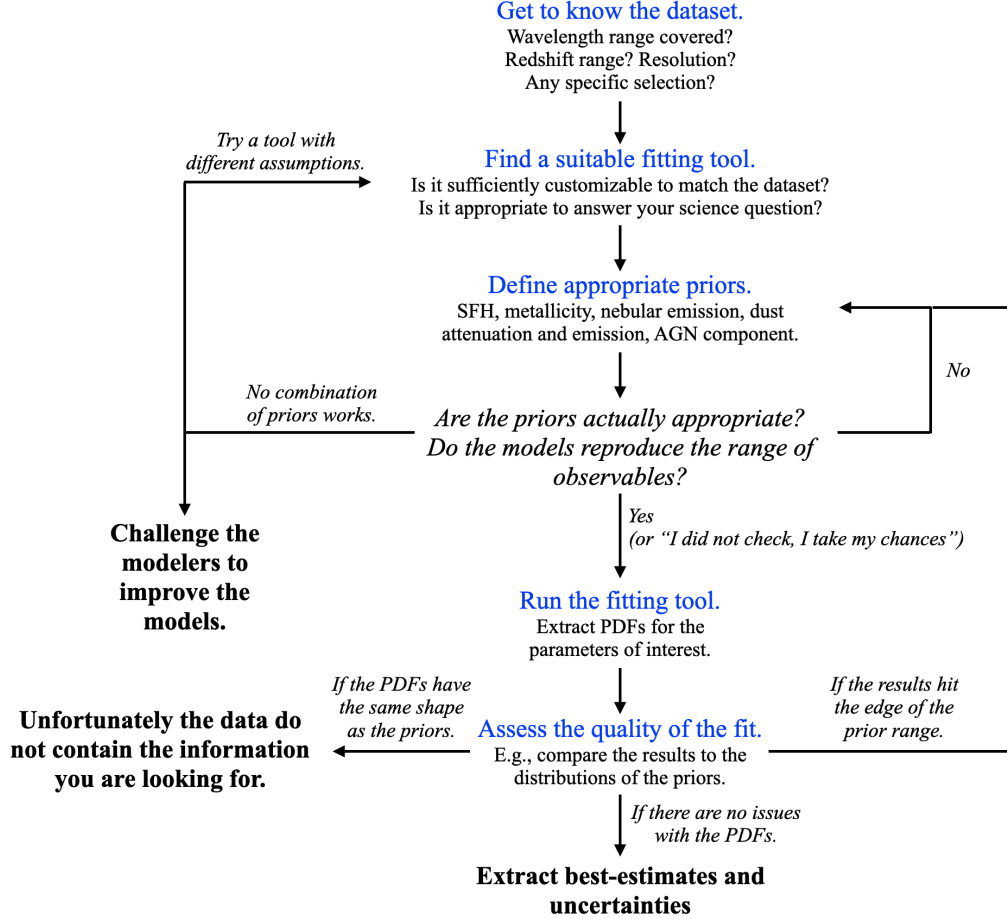 Get to know the dataset.
Wavelength range covered?
Redshift range? Resolution?
Any specific selection?
Try a tool with
different assumptions.
Find a suitable fitting tool.
Is it sufficiently customizable to match the dataset?
Is it appropriate to answer your science question?
Define appropriate priors.
SFH, metallicity, nebular emission, dust
attenuation and emission, AGN component.
No
No combination
of priors works.
Are the priors actually appropriate?
Do the models reproduce the range of
observables?
Challenge the
modelers to
improve the
models.
Yes
(or “I did not check, I take my chances”)
Run the fitting tool.
Extract PDFs for the
parameters of interest.
If the PDFs have
the same shape
as the priors.
If the results hit
the edge of the
prior range.
Unfortunately the data do
not contain the information
you are looking for.
Assess the quality of the fit.
E.g., compare the results to the
distributions of the priors.
If there are no issues
with the PDFs.
Extract best-estimates and
uncertainties